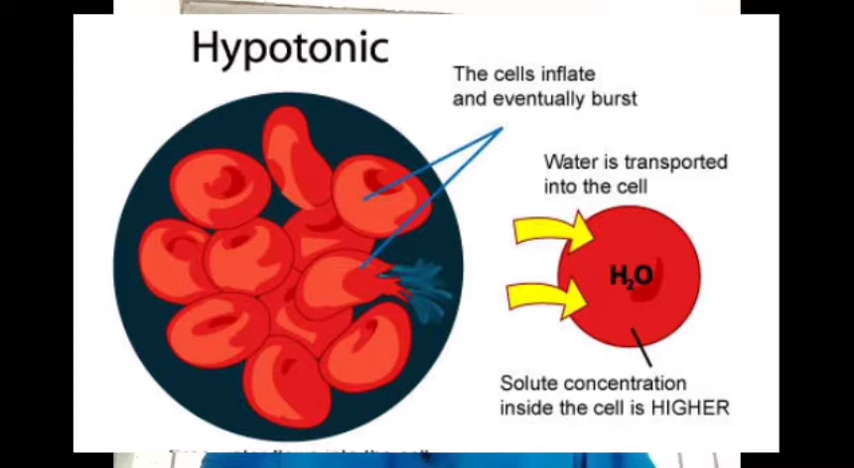 Hypotonic
The cells inflate
and eventually burst
Water is transported
into the cell
H₂O
Solute concentration
inside the cell is HIGHER